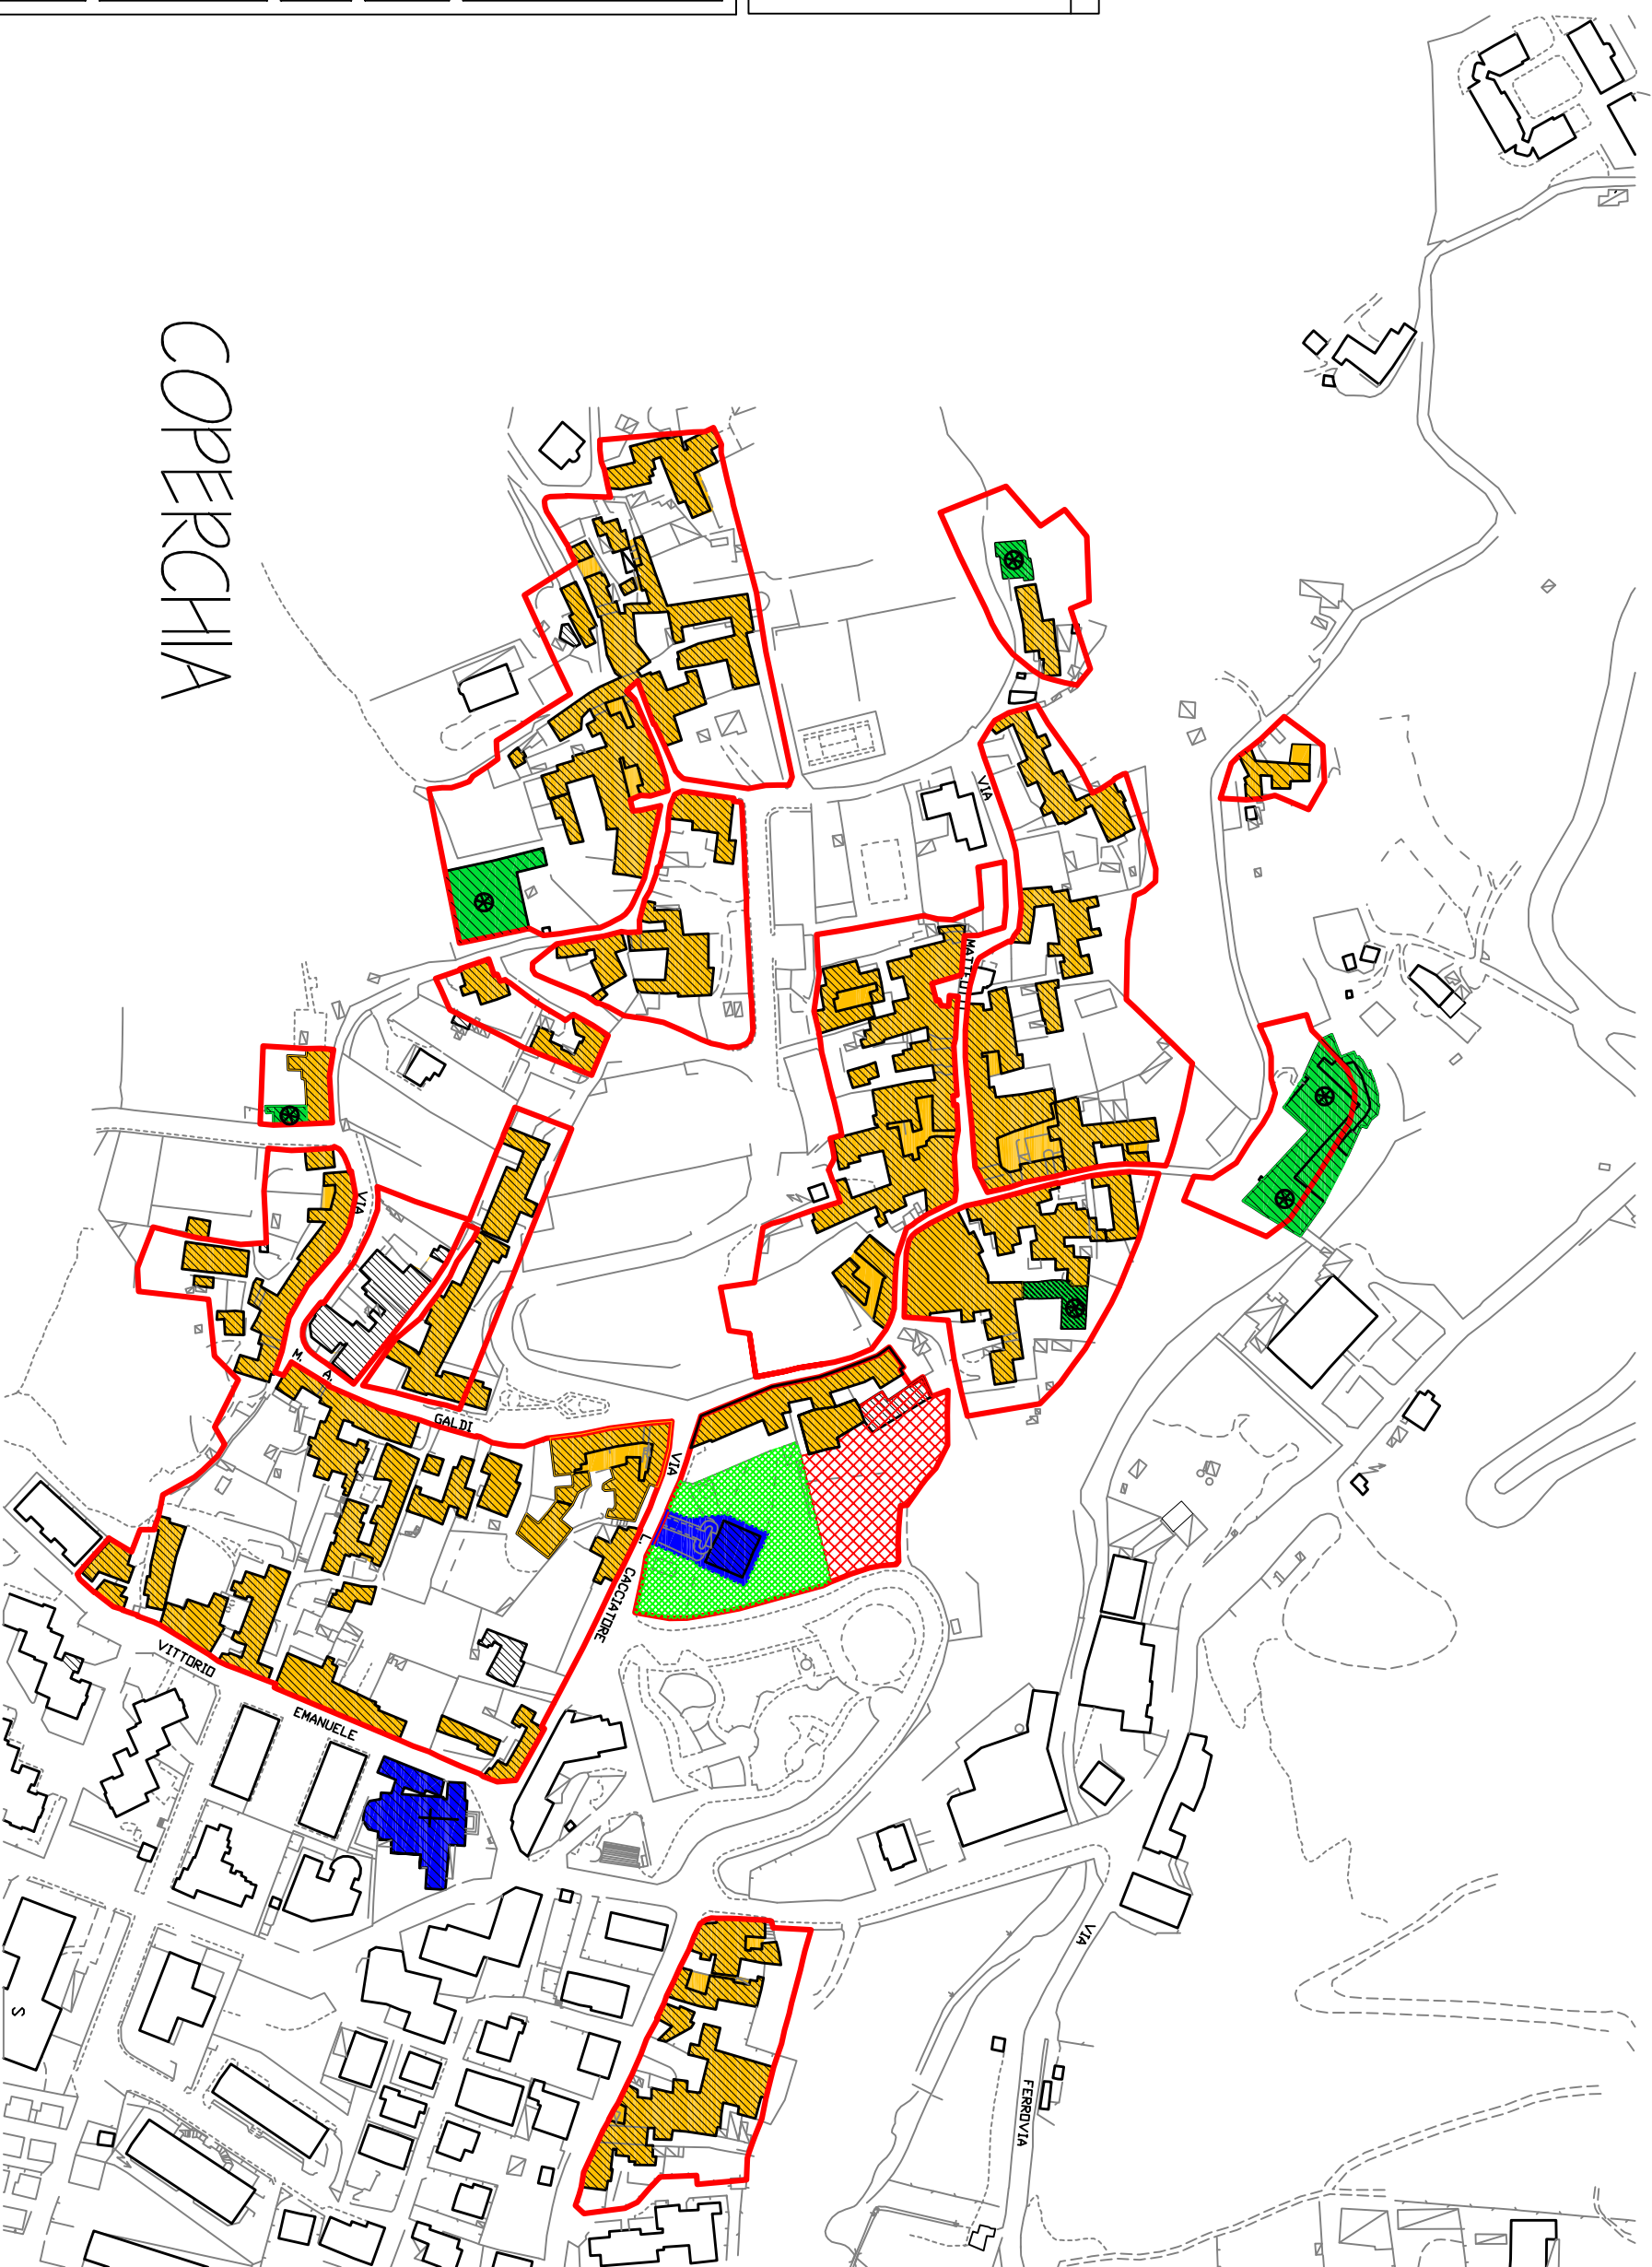 COPERCHIA
VIA
MATTEOTTI
VIA
M. A. GALDI
VIA L. CACCIATORE
VITTORIO EMANUELE
VIA FERROVIA
S